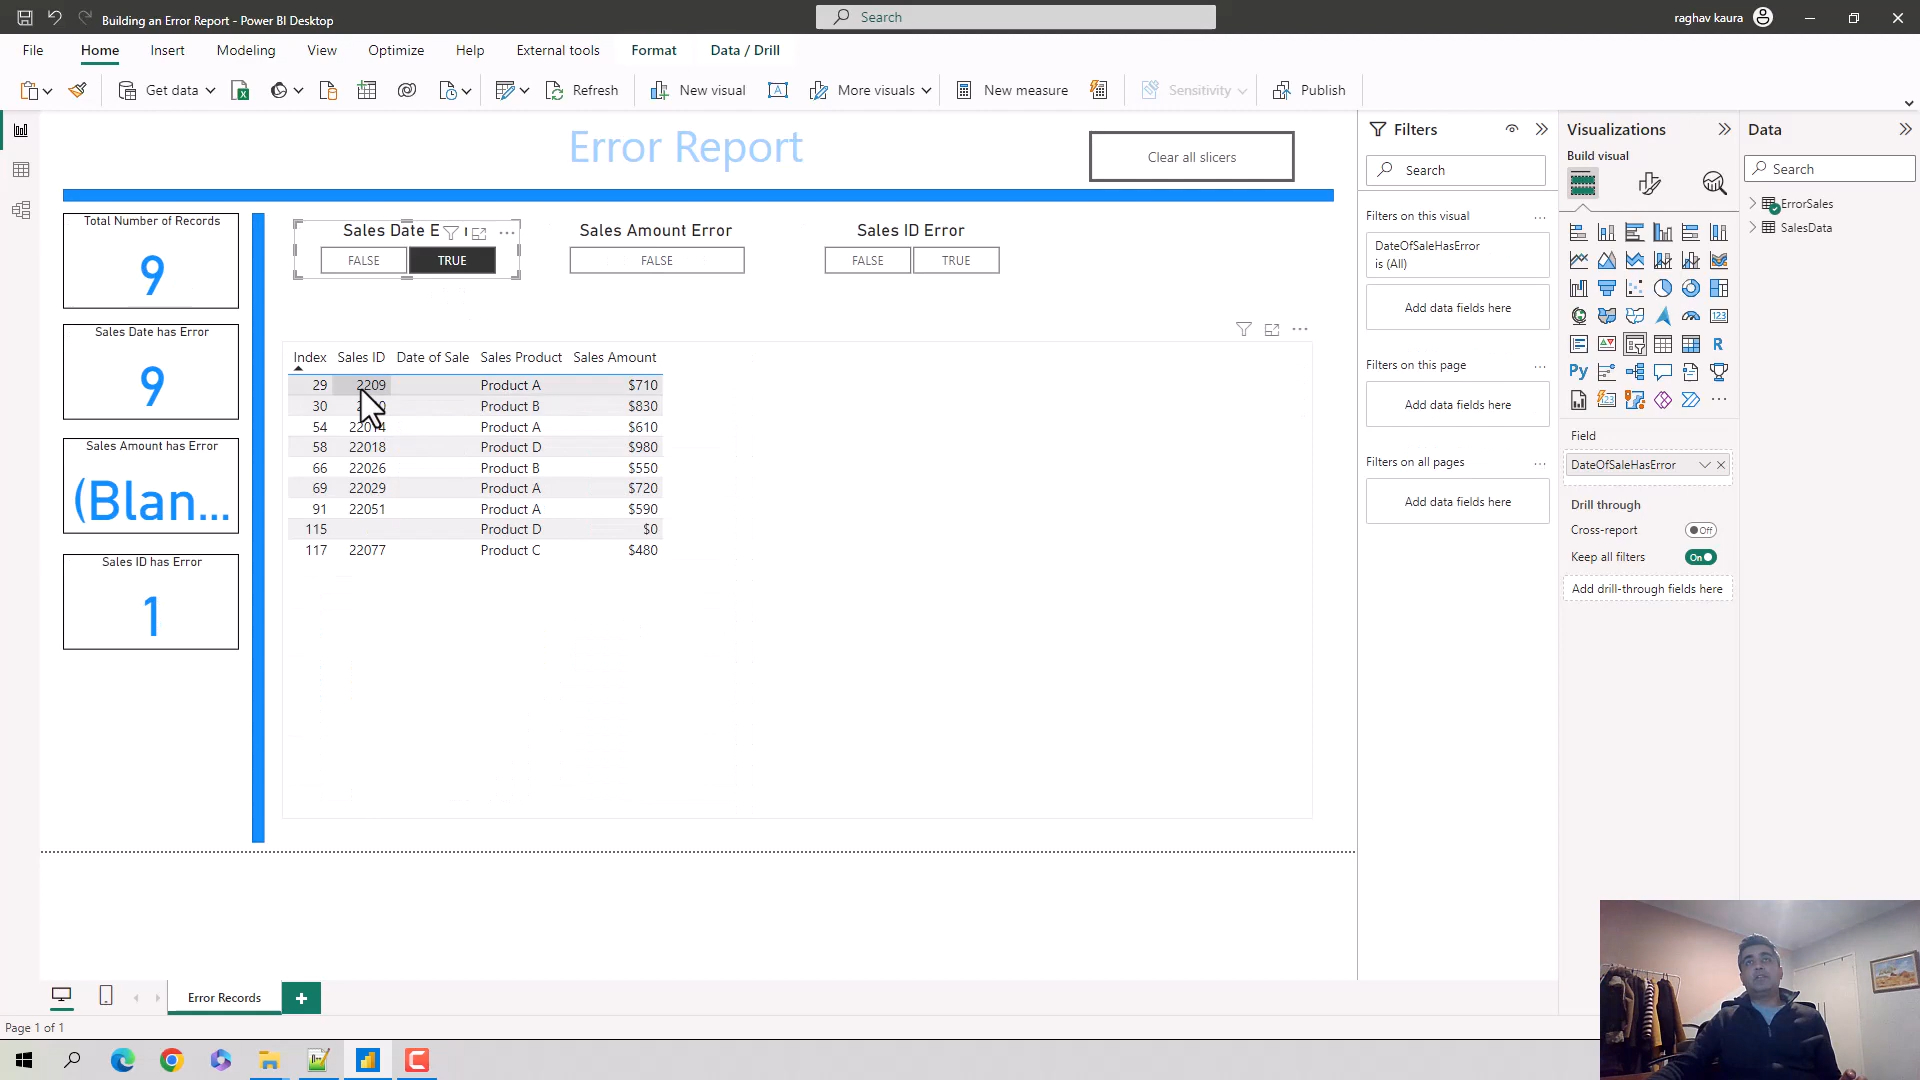 Building an Error Report - Power BI Desktop
Search
raghav kaura
File Home Insert Modeling View Optimize Help External tools Format Data / Drill
Get data
Refresh
New visual
More visuals
New measure
Sensitivity
Publish
Error Report
Clear all slicers
Total Number of Records
9
Sales Date has Error
9
Sales Amount has Error
(Blan...
Sales ID has Error
1
Sales Date E
FALSE TRUE
Sales Amount Error
FALSE
Sales ID Error
FALSE TRUE
Index Sales ID Date of Sale Sales Product Sales Amount
29 2209 Product A $710
30 Product B $830
54 22014 Product A $610
58 22018 Product D $980
66 22026 Product B $550
69 22029 Product A $720
91 22051 Product A $590
115 Product D $0
117 22077 Product C $480
Filters
Search
Filters on this visual
DateOfSaleHasError
is (All)
Add data fields here
Filters on this page
Add data fields here
Filters on all pages
Add data fields here
Visualizations
Build visual
123
R
Py
Field
DateOfSaleHasError
Drill through
Cross-report
Off
Keep all filters
On
Add drill-through fields here
Data
Search
ErrorSales
SalesData
Error Records
Page 1 of 1